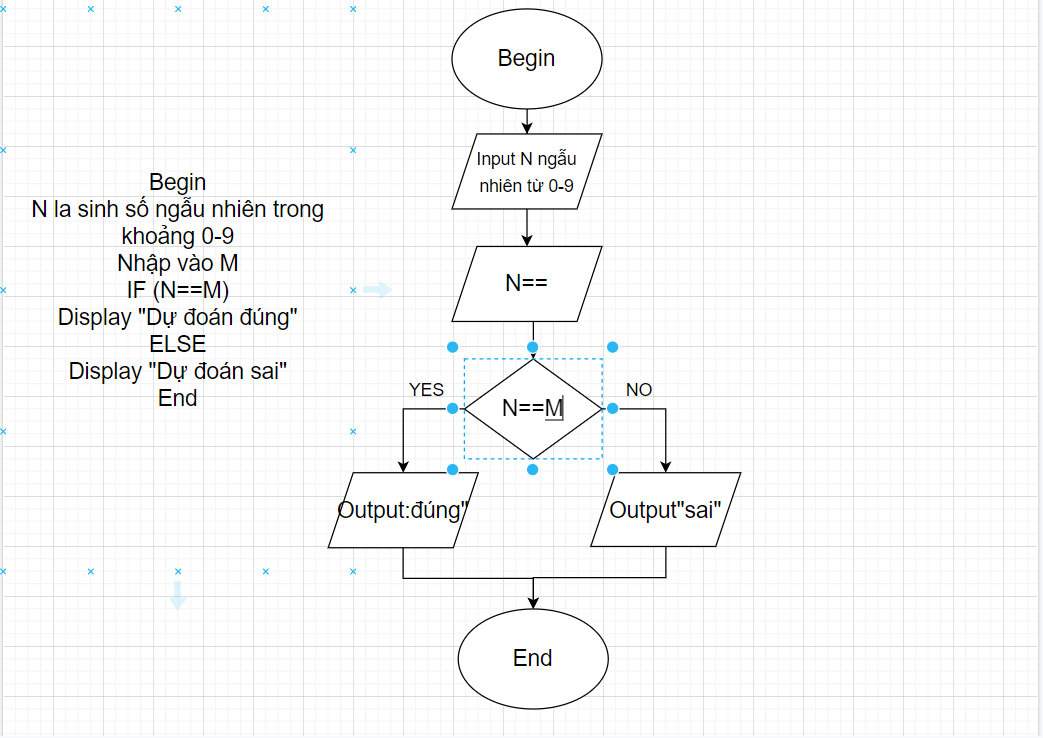 Begin
N la sinh số ngẫu nhiên trong
khoảng 0-9
Nhập vào M
IF (N==M)
Display "Dự đoán đúng"
ELSE
Display "Dự đoán sai"
End
Begin
Input N ngẫu
nhiên từ 0-9
N==
N==M
YES
NO
Output:đúng"
Output"sai"
End